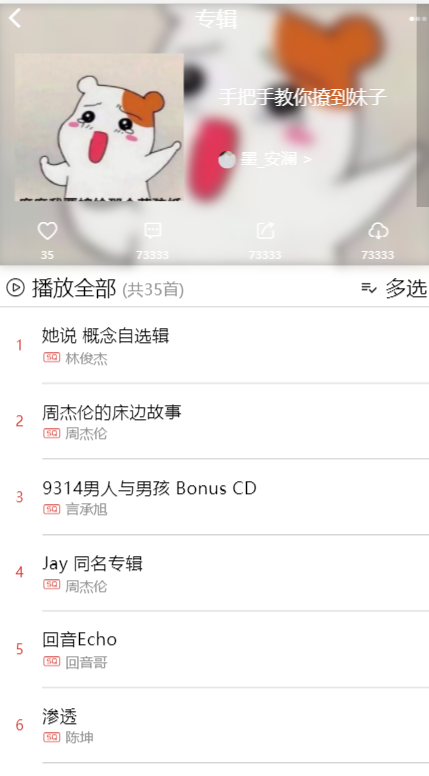 专辑
手把手教你撩到妹子
星_安澜 >
35
73333
73333
73333
播放全部 (共35首)
多选
1
她说 概念自选辑
SQ 林俊杰
2
周杰伦的床边故事
SQ 周杰伦
3
9314男人与男孩 Bonus CD
SQ 言承旭
4
Jay 同名专辑
SQ 周杰伦
5
回音Echo
SQ 回音哥
6
渗透
SQ 陈坤